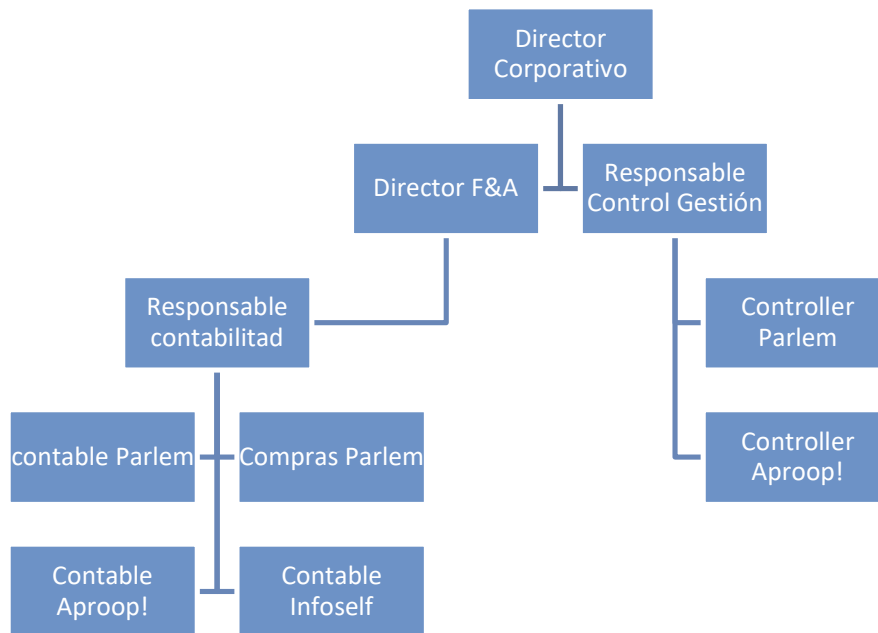 Director
Corporativo
Director F&A
Responsable
Control Gestión
Responsable
contabilitad
Controller
Parlem
contable Parlem
Compras Parlem
Controller
Aproop!
Contable
Aproop!
Contable
Infoself